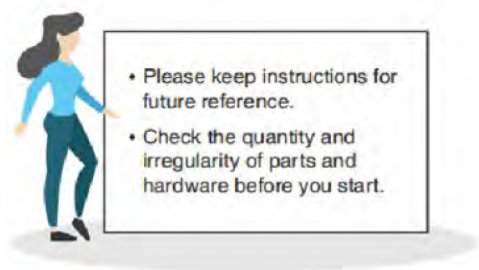 • Please keep instructions for
future reference.
• Check the quantity and
irregularity of parts and
hardware before you start.